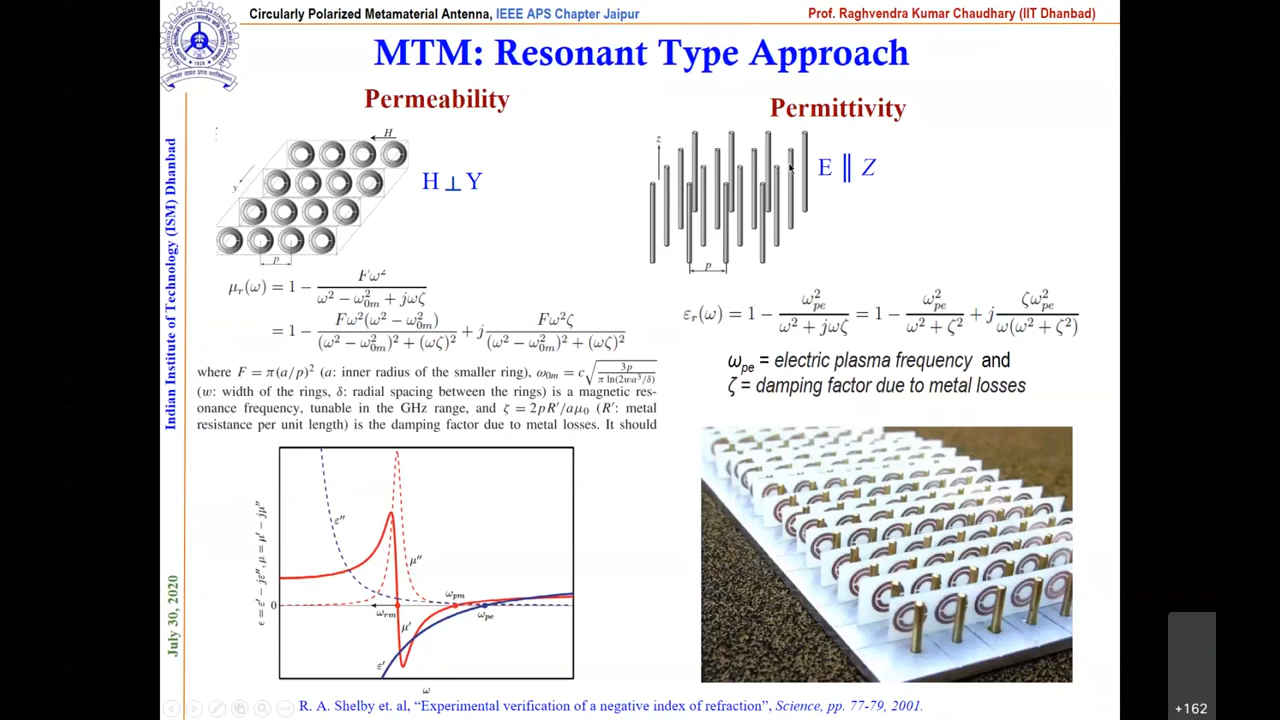 Circularly Polarized Metamaterial Antenna, IEEE APS Chapter Jaipur
Prof. Raghvendra Kumar Chaudhary (IIT Dhanbad)
MTM: Resonant Type Approach
Indian Institute of Technology (ISM) Dhanbad
July 30, 2020
Permeability
H
y
p
H ⊥ Y
μr(ω) = 1 − Fω² / (ω² − ω₀m² + jωζ)
= 1 − Fω²(ω² − ω₀m²) / ((ω² − ω₀m²)² + (ωζ)²) + j Fω²ζ / ((ω² − ω₀m²)² + (ωζ)²)
where F = π(a/p)² (a: inner radius of the smaller ring), ω₀m = c√(3p / (π ln(2wa³/δ)))
(w: width of the rings, δ: radial spacing between the rings) is a magnetic res-
onance frequency, tunable in the GHz range, and ζ = 2pR′/aμ₀ (R′: metal
resistance per unit length) is the damping factor due to metal losses. It should
Permittivity
z
p
E ∥ Z
εr(ω) = 1 − ωpe² / (ω² + jωζ) = 1 − ωpe² / (ω² + ζ²) + j ζωpe² / (ω(ω² + ζ²))
ωpe = electric plasma frequency and
ζ = damping factor due to metal losses
ϵ = ε′ − jε″, μ = μ′ − jμ″
ε″
μ″
0
ωrm
ωpm
ωpe
μ′
ε′
ω
R. A. Shelby et. al, “Experimental verification of a negative index of refraction”, Science, pp. 77-79, 2001.
+162